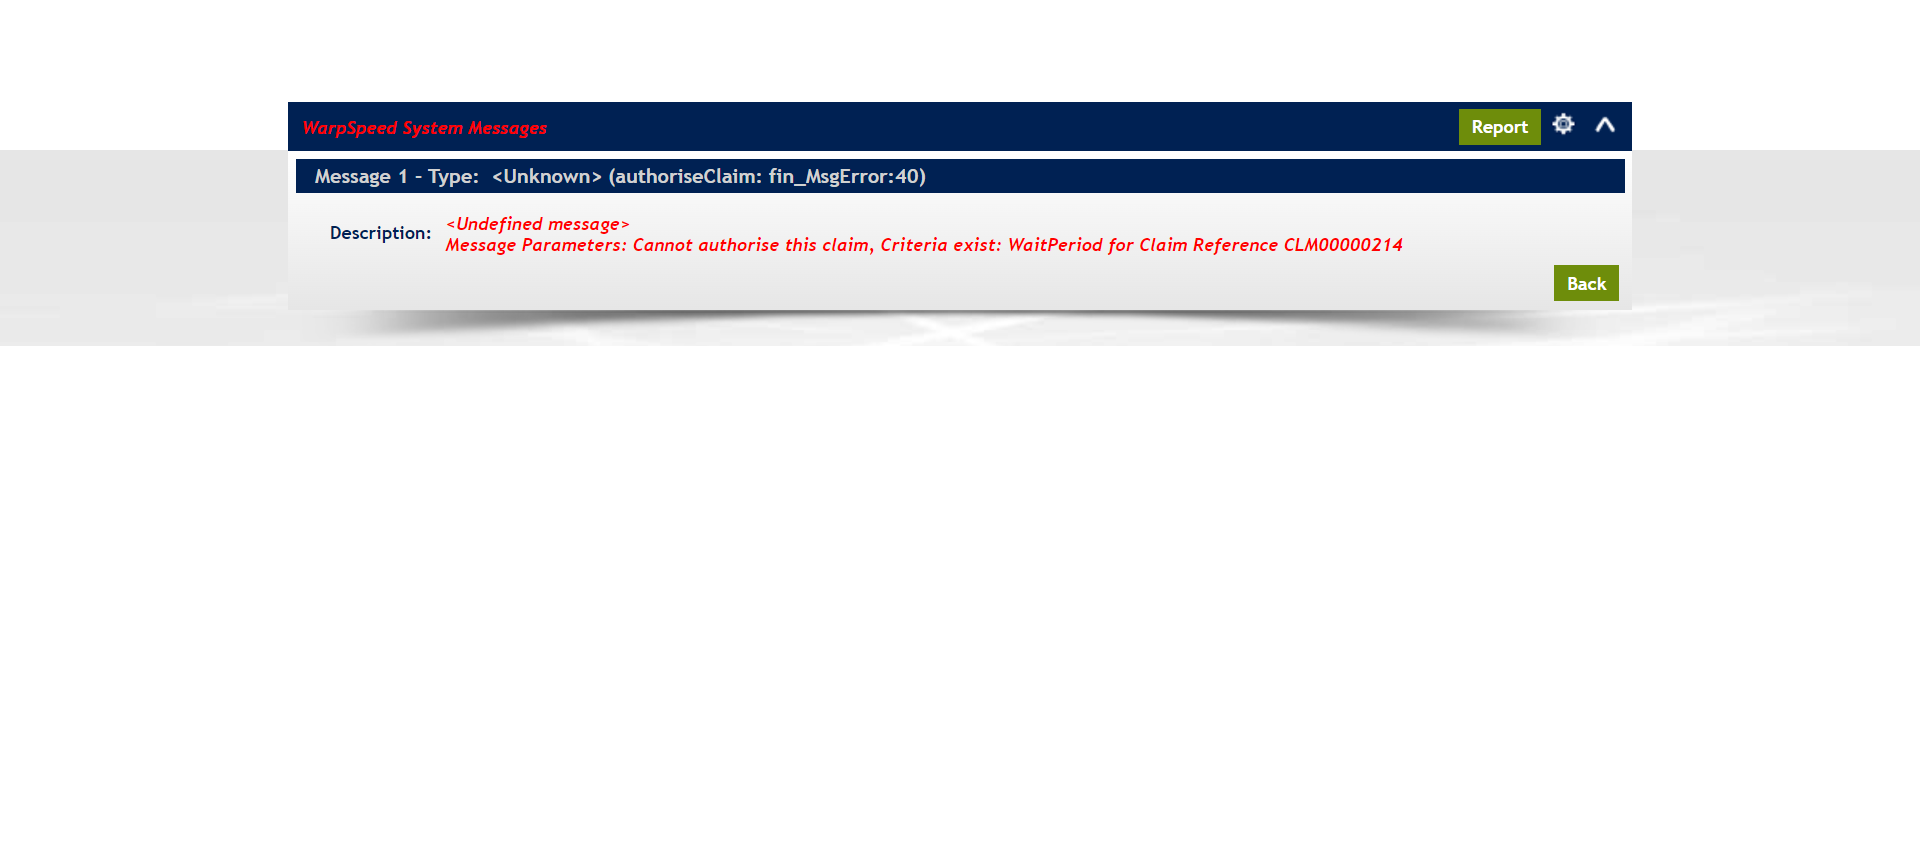 WarpSpeed System Messages
Report
Message 1 - Type: <Unknown> (authoriseClaim: fin_MsgError:40)
Description:
<Undefined message>
Message Parameters: Cannot authorise this claim, Criteria exist: WaitPeriod for Claim Reference CLM00000214
Back